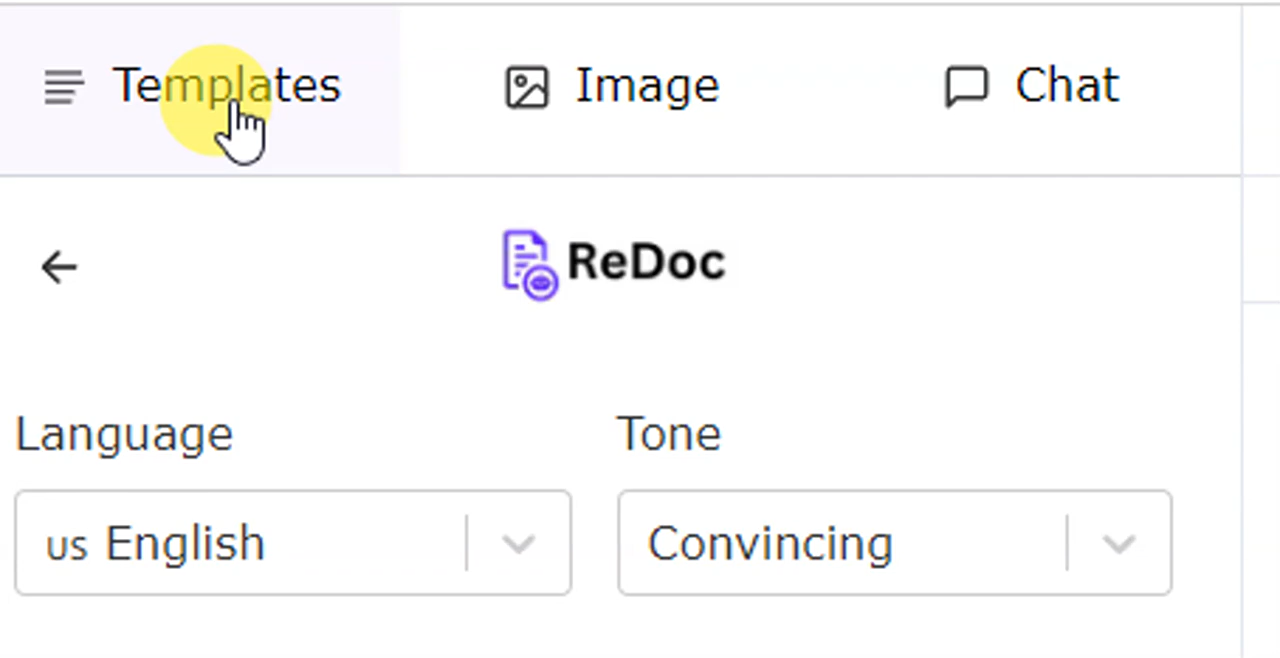 Templates Image Chat
ReDoc
Language Tone
us English Convincing